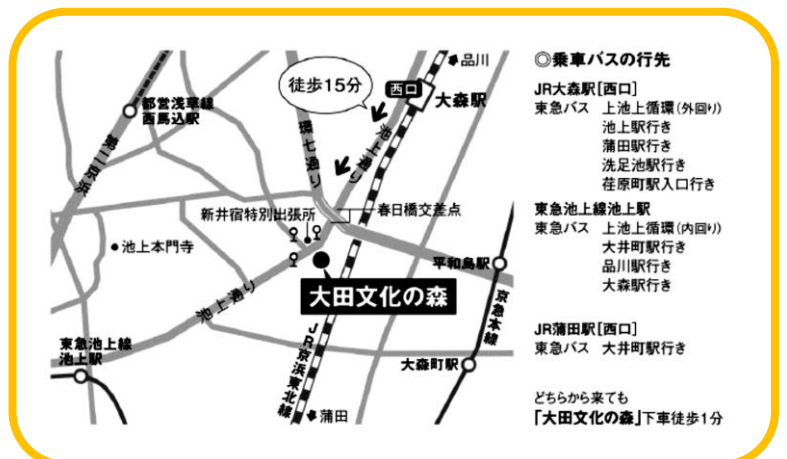 品川
徒歩15分
西口
大森駅
都営浅草線
西馬込駅
第二京浜
環七通り
池上通り
新井宿特別出張所
春日橋交差点
池上本門寺
平和島駅
大田文化の森
池上通り
京急本線
東急池上線
池上駅
JR京浜東北線
大森町駅
蒲田
◎乗車バスの行先
JR大森駅[西口]
東急バス 上池上循環(外回り)
池上駅行き
蒲田駅行き
洗足池駅行き
荏原町駅入口行き
東急池上線池上駅
東急バス 上池上循環(内回り)
大井町駅行き
品川駅行き
大森駅行き
JR蒲田駅[西口]
東急バス 大井町駅行き
どちらから来ても
「大田文化の森」下車徒歩1分